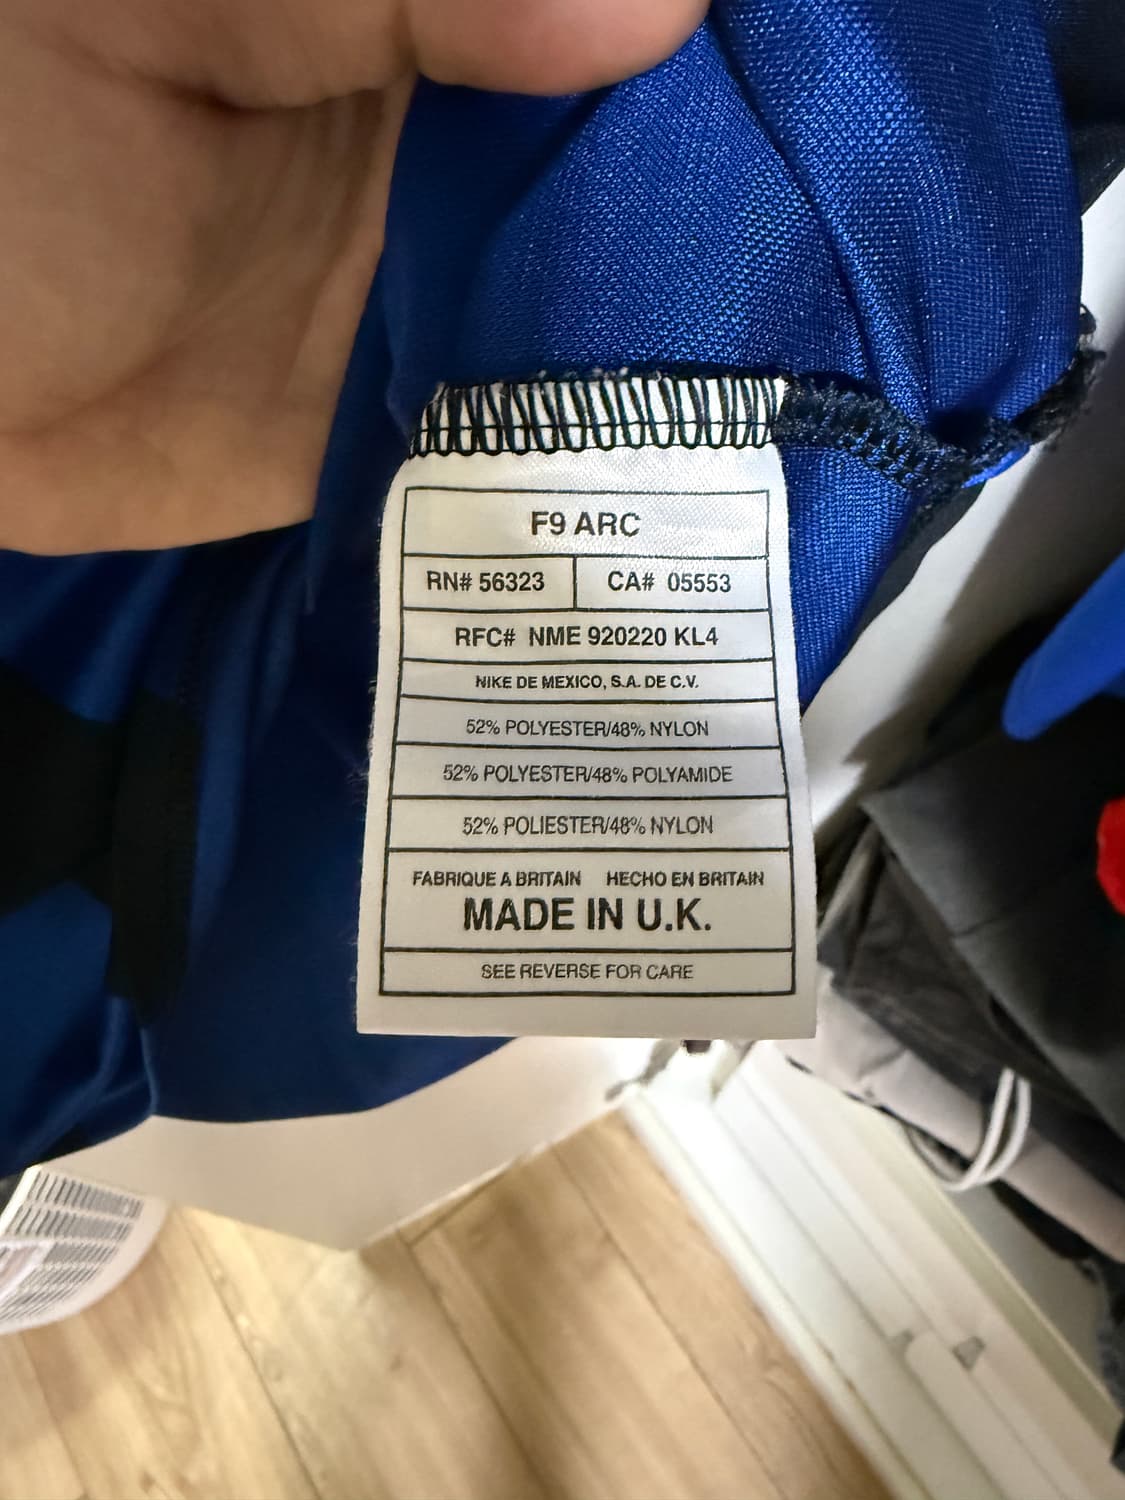 F9 ARC
RN# 56323 CA# 05553
RFC# NME 920220 KL4
NIKE DE MEXICO, S.A. DE C.V.
52% POLYESTER/48% NYLON
52% POLYESTER/48% POLYAMIDE
52% POLIESTER/48% NYLON
FABRIQUE A BRITAIN HECHO EN BRITAIN
MADE IN U.K.
SEE REVERSE FOR CARE